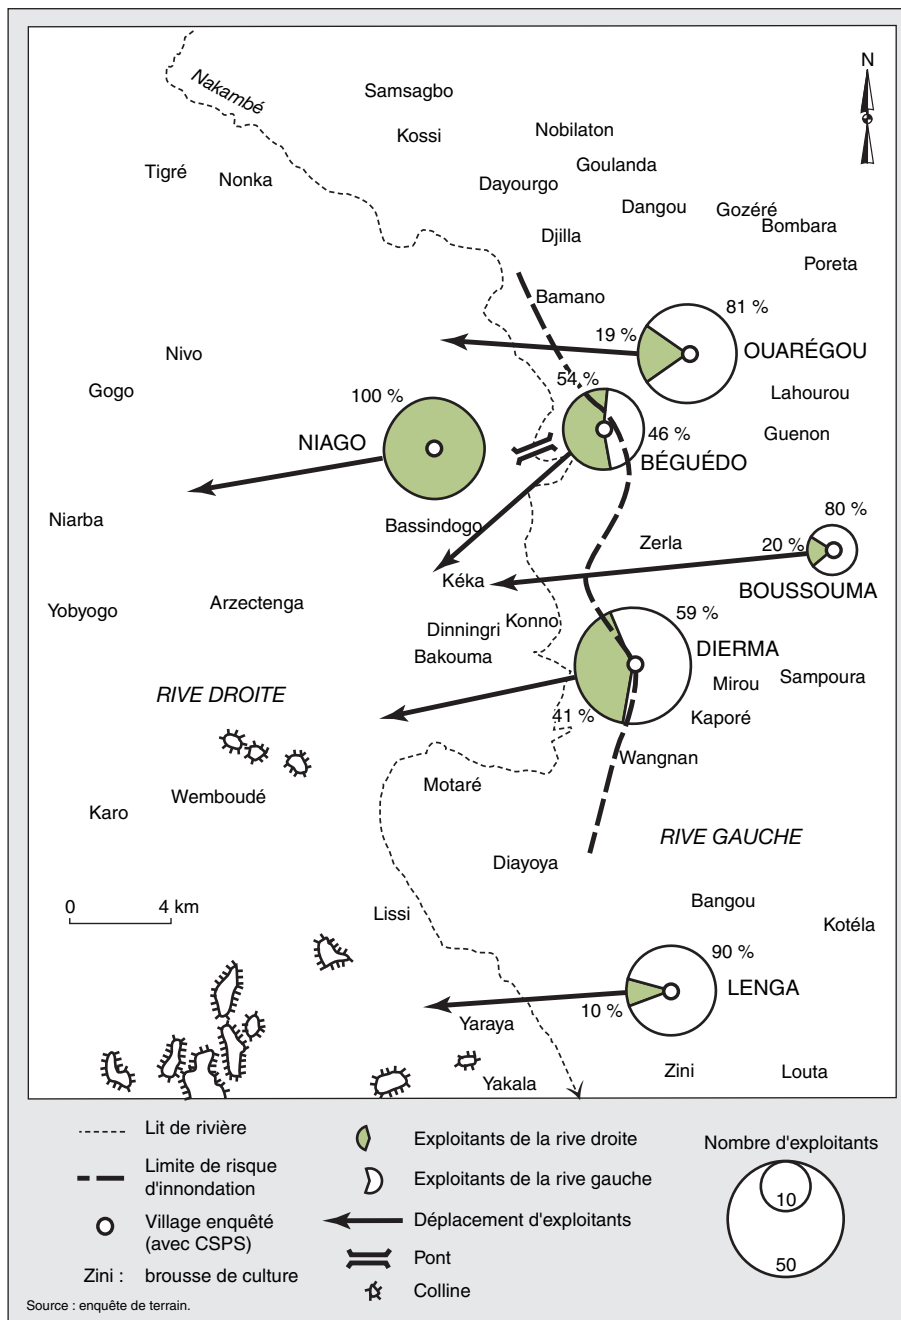 Nakambé
Samsagbo
N
Kossi
Nobilaton
Goulanda
Tigré
Nonka
Dayourgo
Dangou
Gozéré
Bombara
Djilla
Poreta
Bamano
81 %
19 %
OUARÉGOU
Nivo
Gogo
54 %
Lahourou
100 %
NIAGO
46 %
Guenon
BÉGUÉDO
Niarba
Bassindogo
80 %
Zerla
20 %
Kéka
BOUSSOUMA
Yobyogo
Arzectenga
59 %
Konno
Dinningri
Bakouma
DIERMA
Mirou
Sampoura
RIVE DROITE
41 %
Kaporé
Wangnan
Motaré
Wemboudé
Karo
RIVE GAUCHE
Diayoya
0 4 km
Lissi
Bangou
Kotéla
90 %
LENGA
10 %
Yaraya
Yakala
Zini
Louta
Lit de rivière
Limite de risque
d'innondation
Village enquêté
(avec CSPS)
Zini : brousse de culture
Exploitants de la rive droite
Exploitants de la rive gauche
Déplacement d'exploitants
Pont
Colline
Nombre d'exploitants
10
50
Source : enquête de terrain.